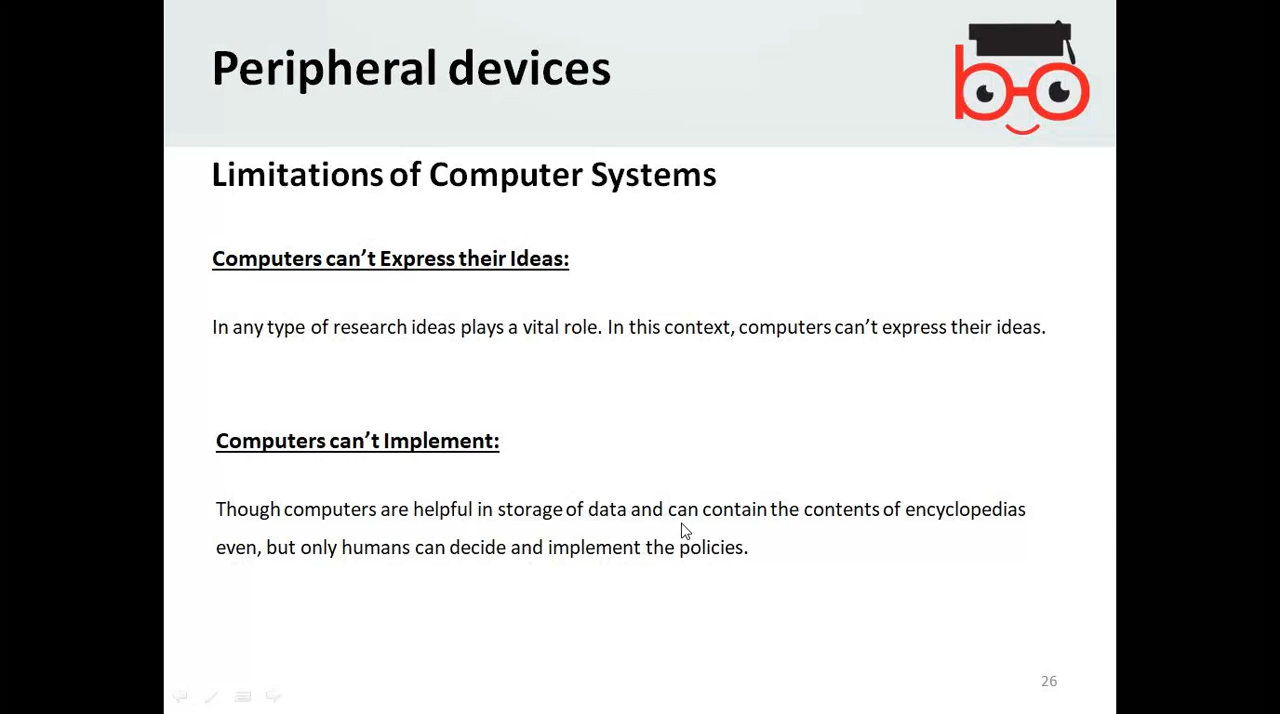 Peripheral devices
Limitations of Computer Systems
Computers can’t Express their Ideas:
In any type of research ideas plays a vital role. In this context, computers can’t express their ideas.
Computers can’t Implement:
Though computers are helpful in storage of data and can contain the contents of encyclopedias
even, but only humans can decide and implement the policies.
26